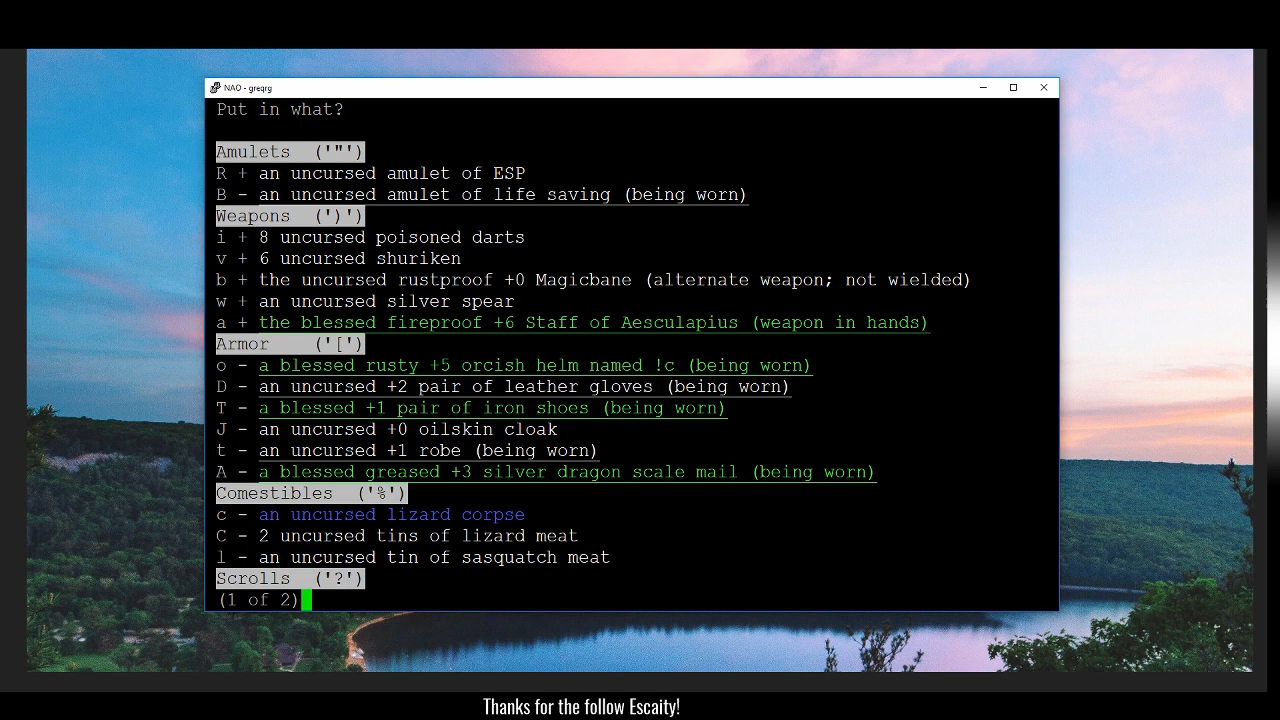 NAO - greqrg
Put in what?
Amulets ('"')
R + an uncursed amulet of ESP
B - an uncursed amulet of life saving (being worn)
Weapons (')')
i + 8 uncursed poisoned darts
v + 6 uncursed shuriken
b + the uncursed rustproof +0 Magicbane (alternate weapon; not wielded)
w + an uncursed silver spear
a + the blessed fireproof +6 Staff of Aesculapius (weapon in hands)
Armor ('[')
o - a blessed rusty +5 orcish helm named !c (being worn)
D - an uncursed +2 pair of leather gloves (being worn)
T - a blessed +1 pair of iron shoes (being worn)
J - an uncursed +0 oilskin cloak
t - an uncursed +1 robe (being worn)
A - a blessed greased +3 silver dragon scale mail (being worn)
Comestibles ('%')
c - an uncursed lizard corpse
C - 2 uncursed tins of lizard meat
l - an uncursed tin of sasquatch meat
Scrolls ('?')
(1 of 2)
Thanks for the follow Escaity!